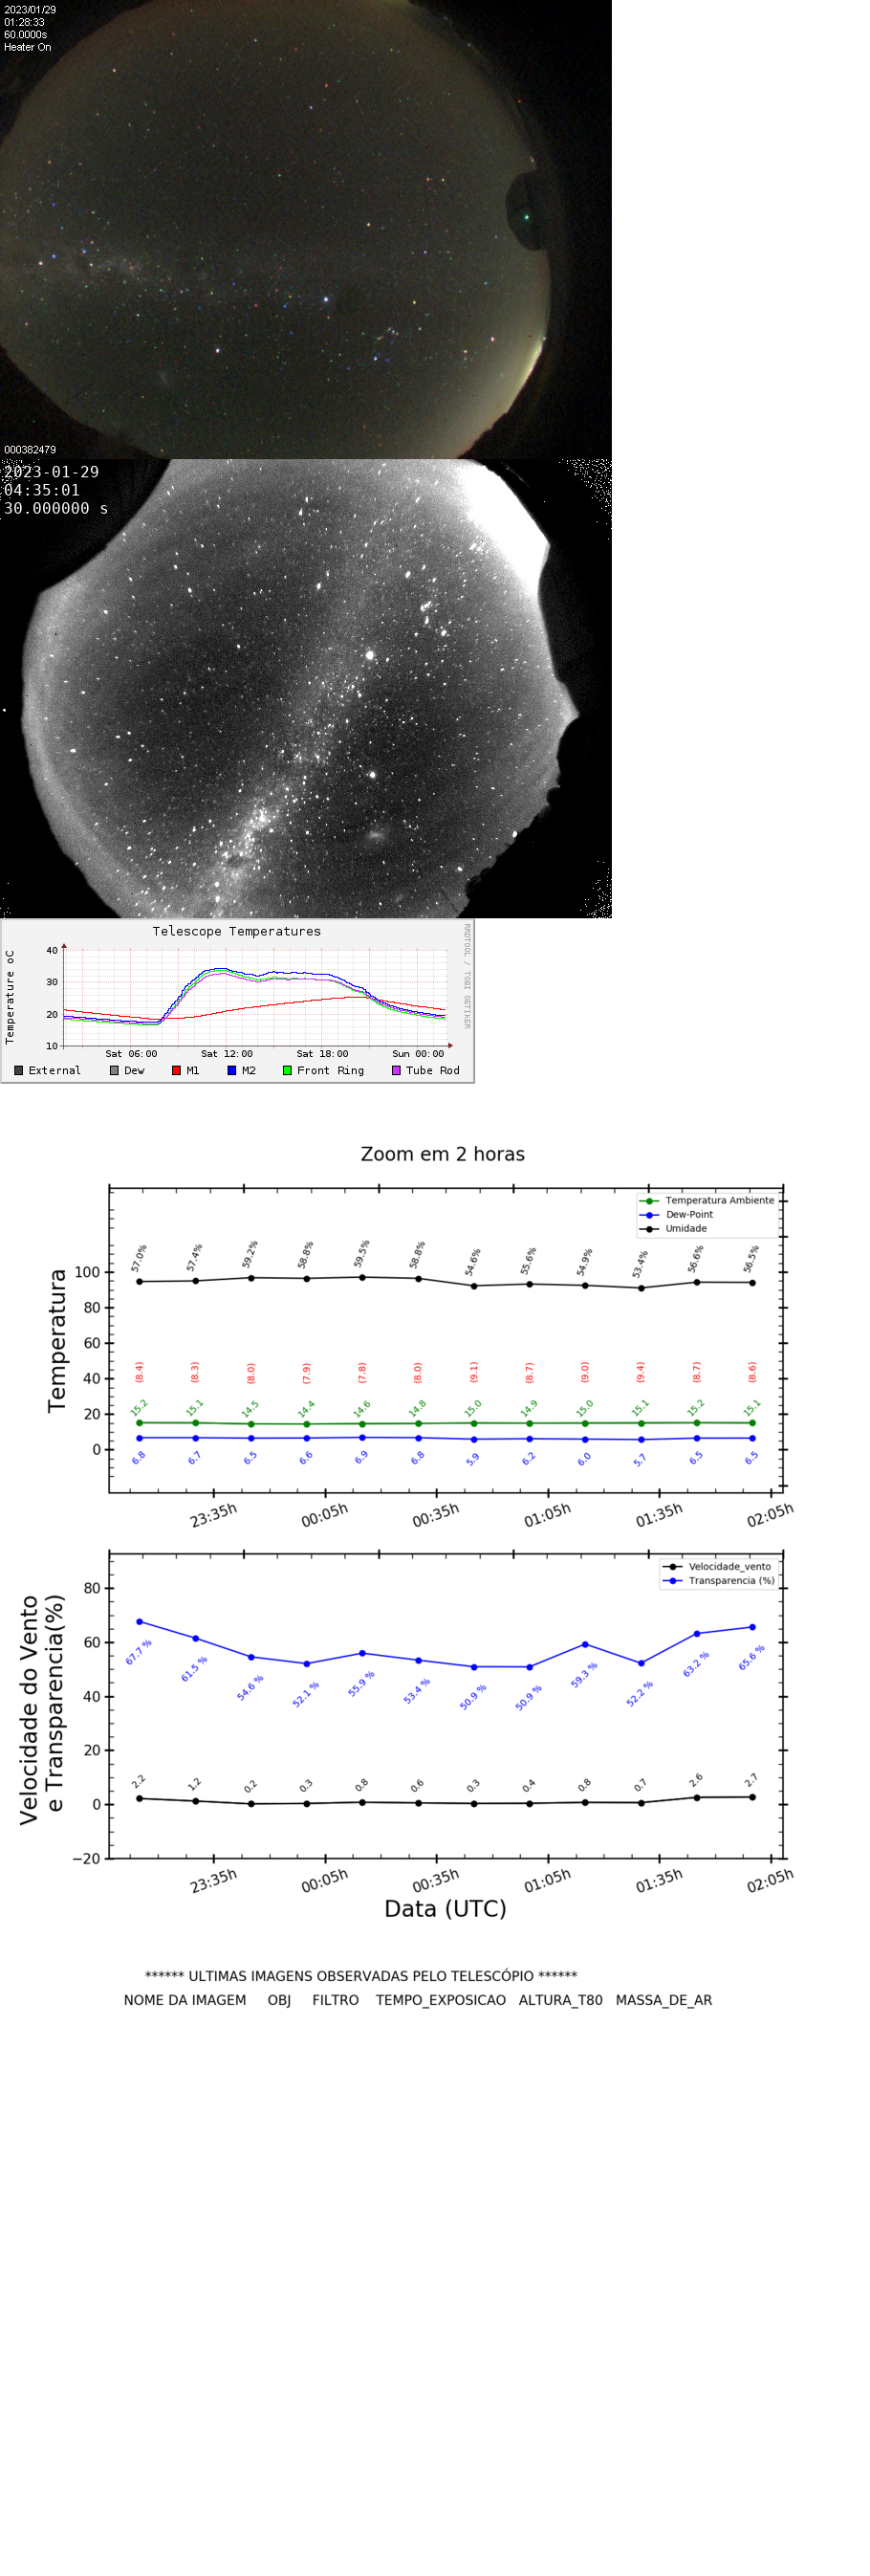 2023/01/29
01:28:33
60.0000s
Heater On
000382479
2023-01-29
04:35:01
30.000000 s
Telescope Temperatures
RRDTOOL / TOBI OETIKER
Temperature oC
40
30
20
10
Sat 06:00 Sat 12:00 Sat 18:00 Sun 00:00
External Dew M1 M2 Front Ring Tube Rod
Zoom em 2 horas
Temperatura Ambiente
Dew-Point
Umidade
Temperatura
100
80
60
40
20
0
57.0% 57.4% 59.2% 58.8% 59.5% 58.8% 54.6% 55.6% 54.9% 53.4% 56.6% 56.5%
(8.4) (8.3) (8.0) (7.9) (7.8) (8.0) (9.1) (8.7) (9.0) (9.4) (8.7) (8.6)
15.2 15.1 14.5 14.4 14.6 14.8 15.0 14.9 15.0 15.1 15.2 15.1
6.8 6.7 6.5 6.6 6.9 6.8 5.9 6.2 6.0 5.7 6.5 6.5
23:35h 00:05h 00:35h 01:05h 01:35h 02:05h
Velocidade_vento
Transparencia (%)
Velocidade do Vento
e Transparencia(%)
80
60
40
20
0
−20
67.7 % 61.5 % 54.6 % 52.1 % 55.9 % 53.4 % 50.9 % 50.9 % 59.3 % 52.2 % 63.2 % 65.6 %
2.2 1.2 0.2 0.3 0.8 0.6 0.3 0.4 0.8 0.7 2.6 2.7
23:35h 00:05h 00:35h 01:05h 01:35h 02:05h
Data (UTC)
****** ULTIMAS IMAGENS OBSERVADAS PELO TELESCÓPIO ******
NOME DA IMAGEM OBJ FILTRO TEMPO_EXPOSICAO ALTURA_T80 MASSA_DE_AR